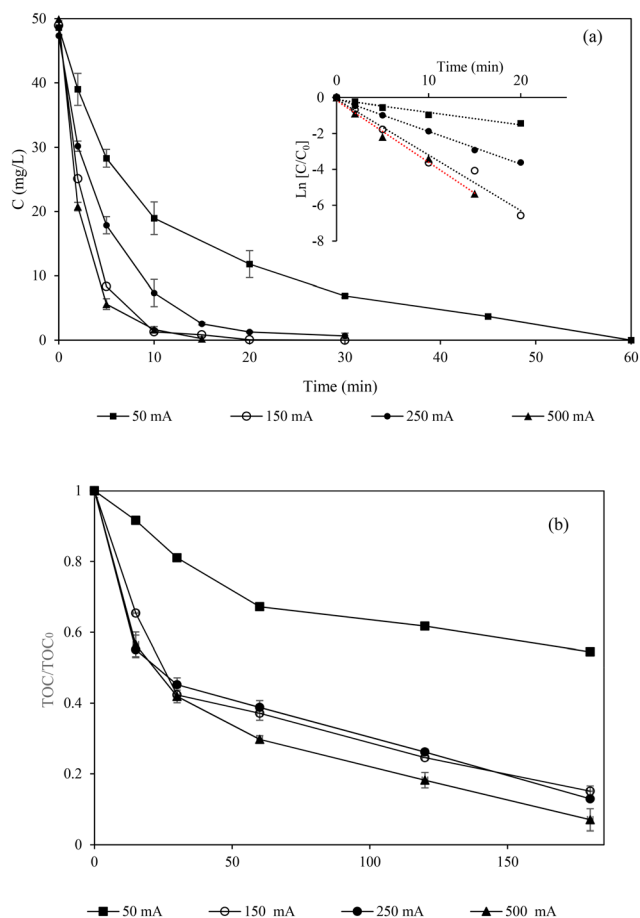 (a)
50
40
30
20
10
0
C (mg/L)
0 10 20 30 40 50 60
Time (min)
Time (min)
0 10 20
0
-2
-4
-6
-8
Ln [C/C0]
50 mA 150 mA 250 mA 500 mA
(b)
1
0.8
0.6
0.4
0.2
0
TOC/TOC0
0 50 100 150
50 mA 150 mA 250 mA 500 mA